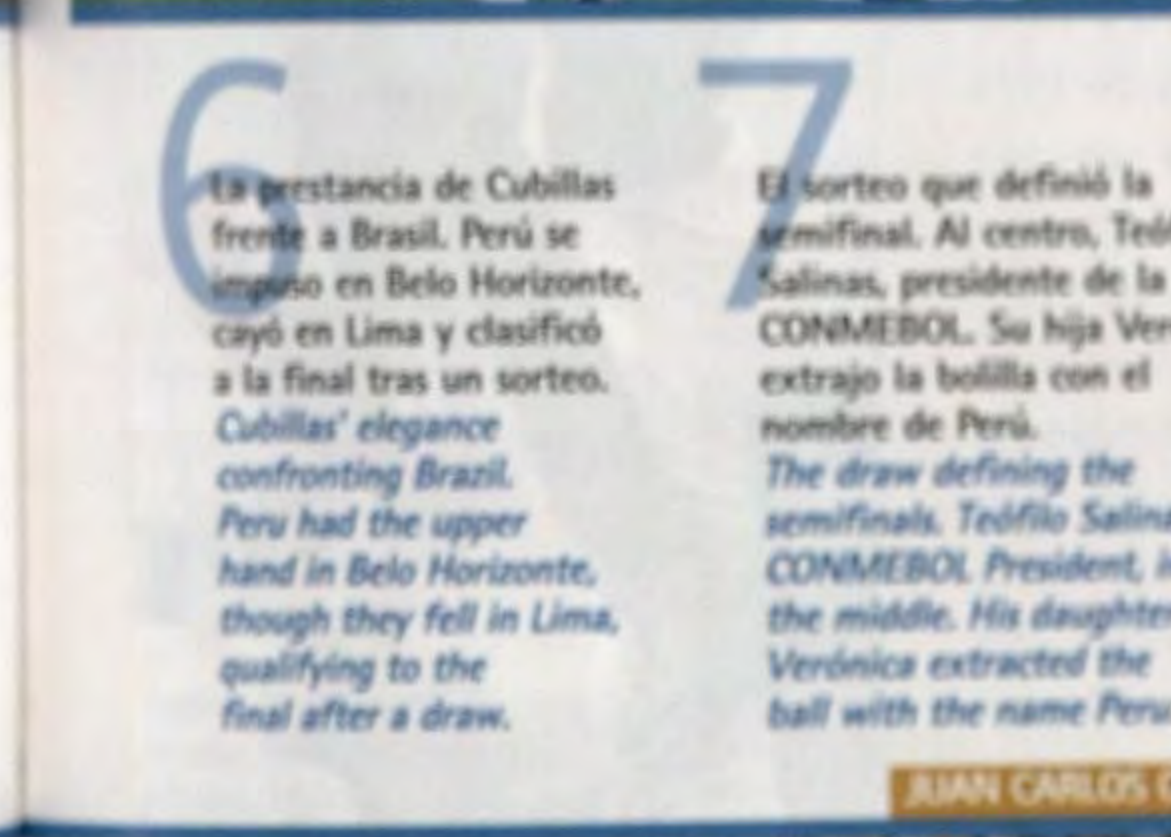 6
La prestancia de Cubillas
frente a Brasil. Perú se
impuso en Belo Horizonte,
cayó en Lima y clasificó
a la final tras un sorteo.
Cubillas' elegance
confronting Brazil.
Peru had the upper
hand in Belo Horizonte,
though they fell in Lima,
qualifying to the
final after a draw.
7
El sorteo que definió la
semifinal. Al centro,
Salinas, presidente de la
CONMEBOL. Su hija
extrajo la bolilla con el
nombre de Perú.
The draw defining the
semifinals. Teófilo
CONMEBOL President,
the middle. His
Verónica extracted the
ball with the name Peru
JUAN CARLOS